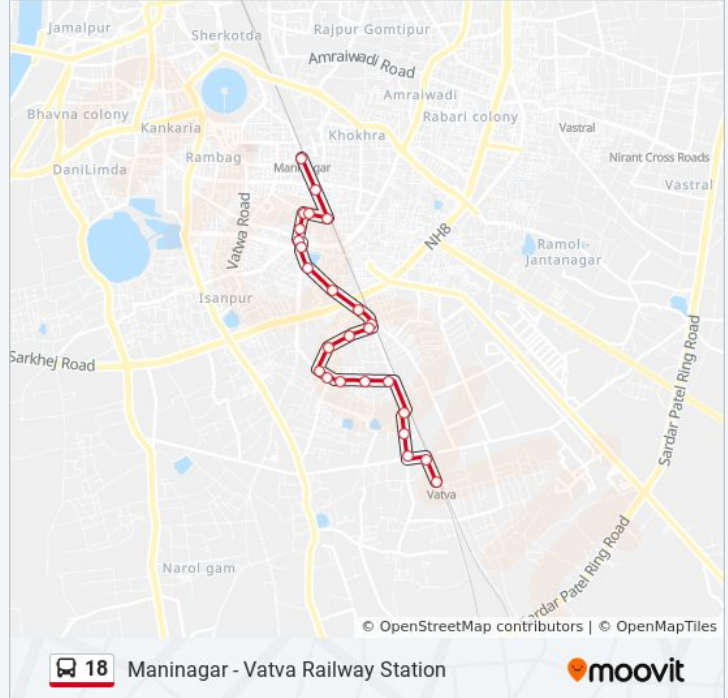 Jamalpur
Rajpur Gomtipur
Sherkotda
Amraiwadi Road
Amraiwadi
Bhavna colony
Rabari colony
Kankaria
Khokhra
Vastral
Rambag
Nirant Cross Roads
DaniLimda
Maninagar
Vastral
Vatwa Road
NH8
Ramol -
Jantanagar
Isanpur
Sarkhej Road
Sardar Patel Ring Road
Vatva
Narol gam
Sardar Patel Ring Road
© OpenStreetMap contributors | © OpenMapTiles
18 Maninagar - Vatva Railway Station
moovit